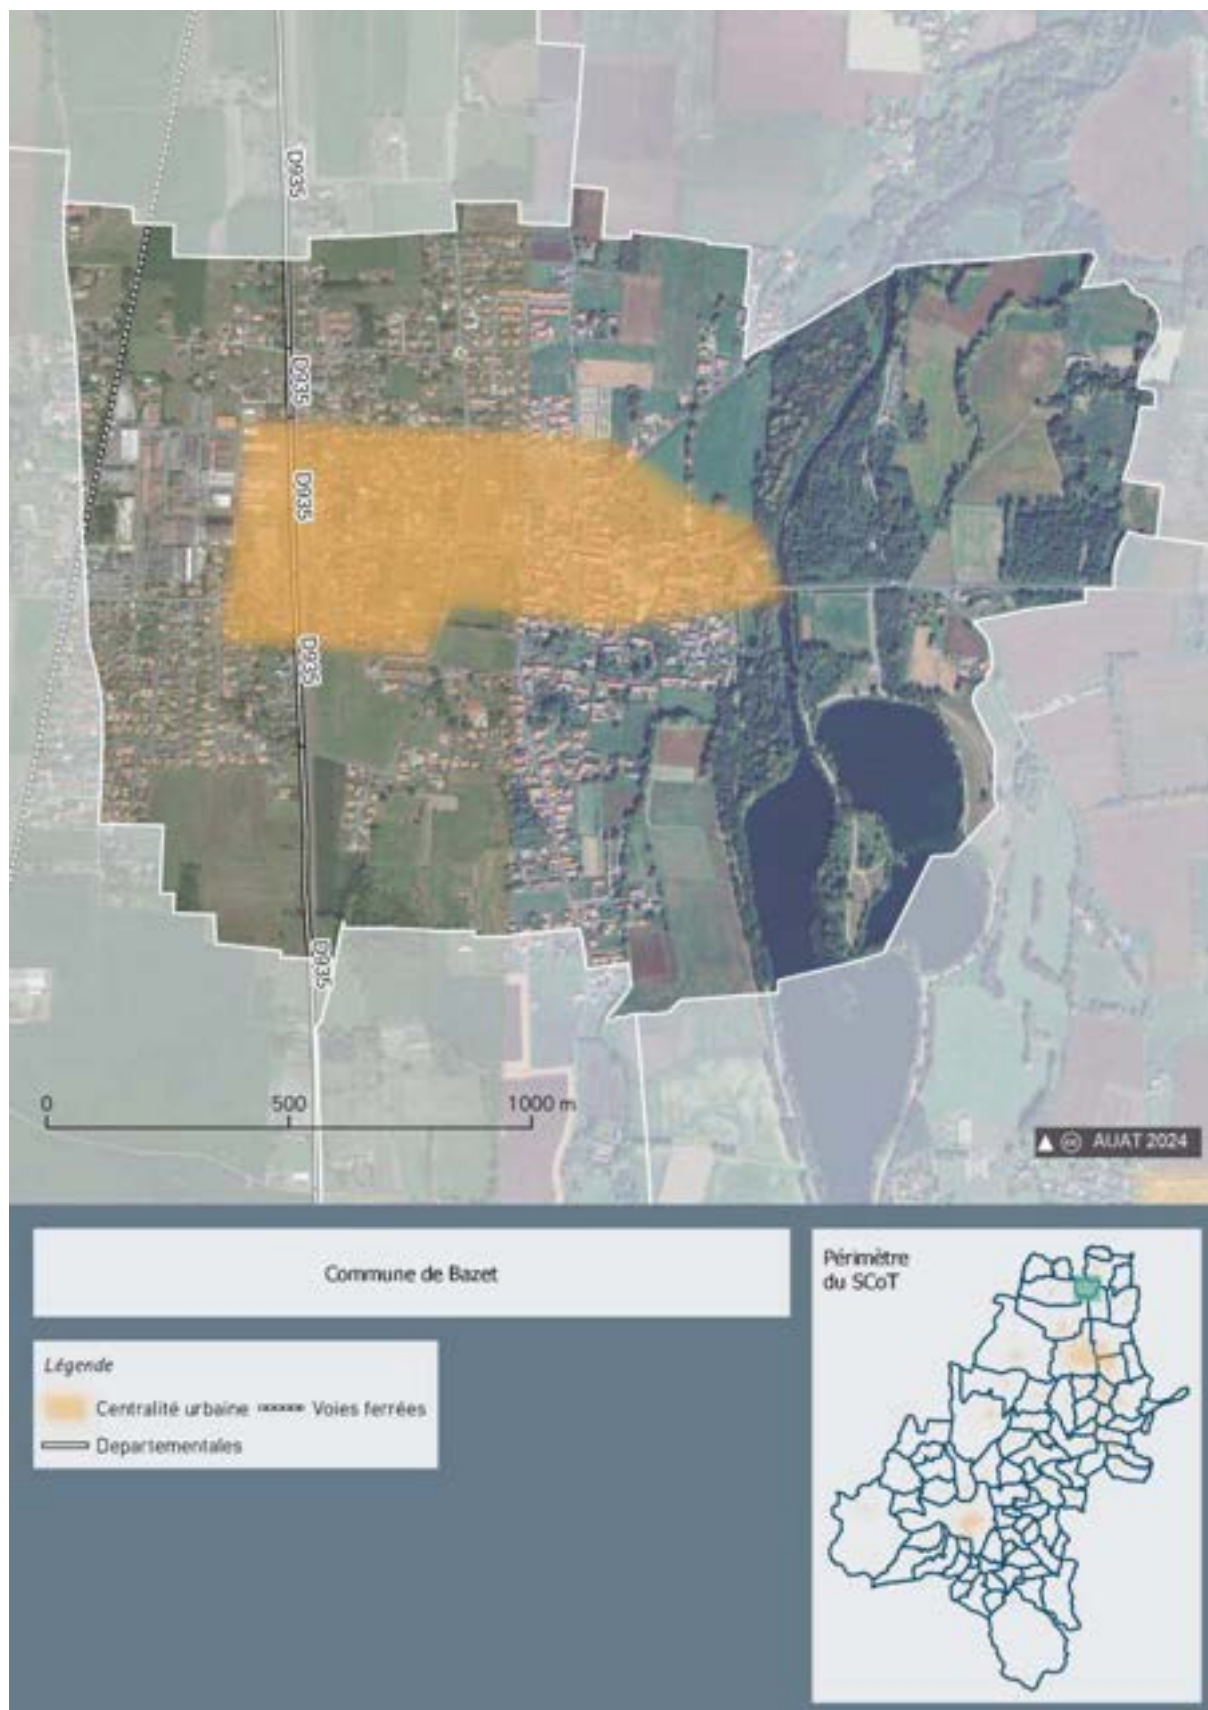 D935
D935
D935
D935
D935
0 500 1000 m
AUAT 2024
Commune de Bazet
Périmètre
du SCoT
Légende
Centralité urbaine Voies ferrées
Departementales